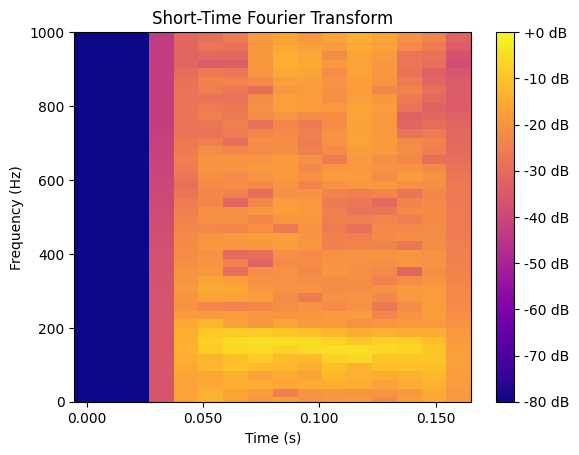 Short-Time Fourier Transform
1000
800
600
400
200
0
Frequency (Hz)
0.000
0.050
0.100
0.150
Time (s)
+0 dB
-10 dB
-20 dB
-30 dB
-40 dB
-50 dB
-60 dB
-70 dB
-80 dB